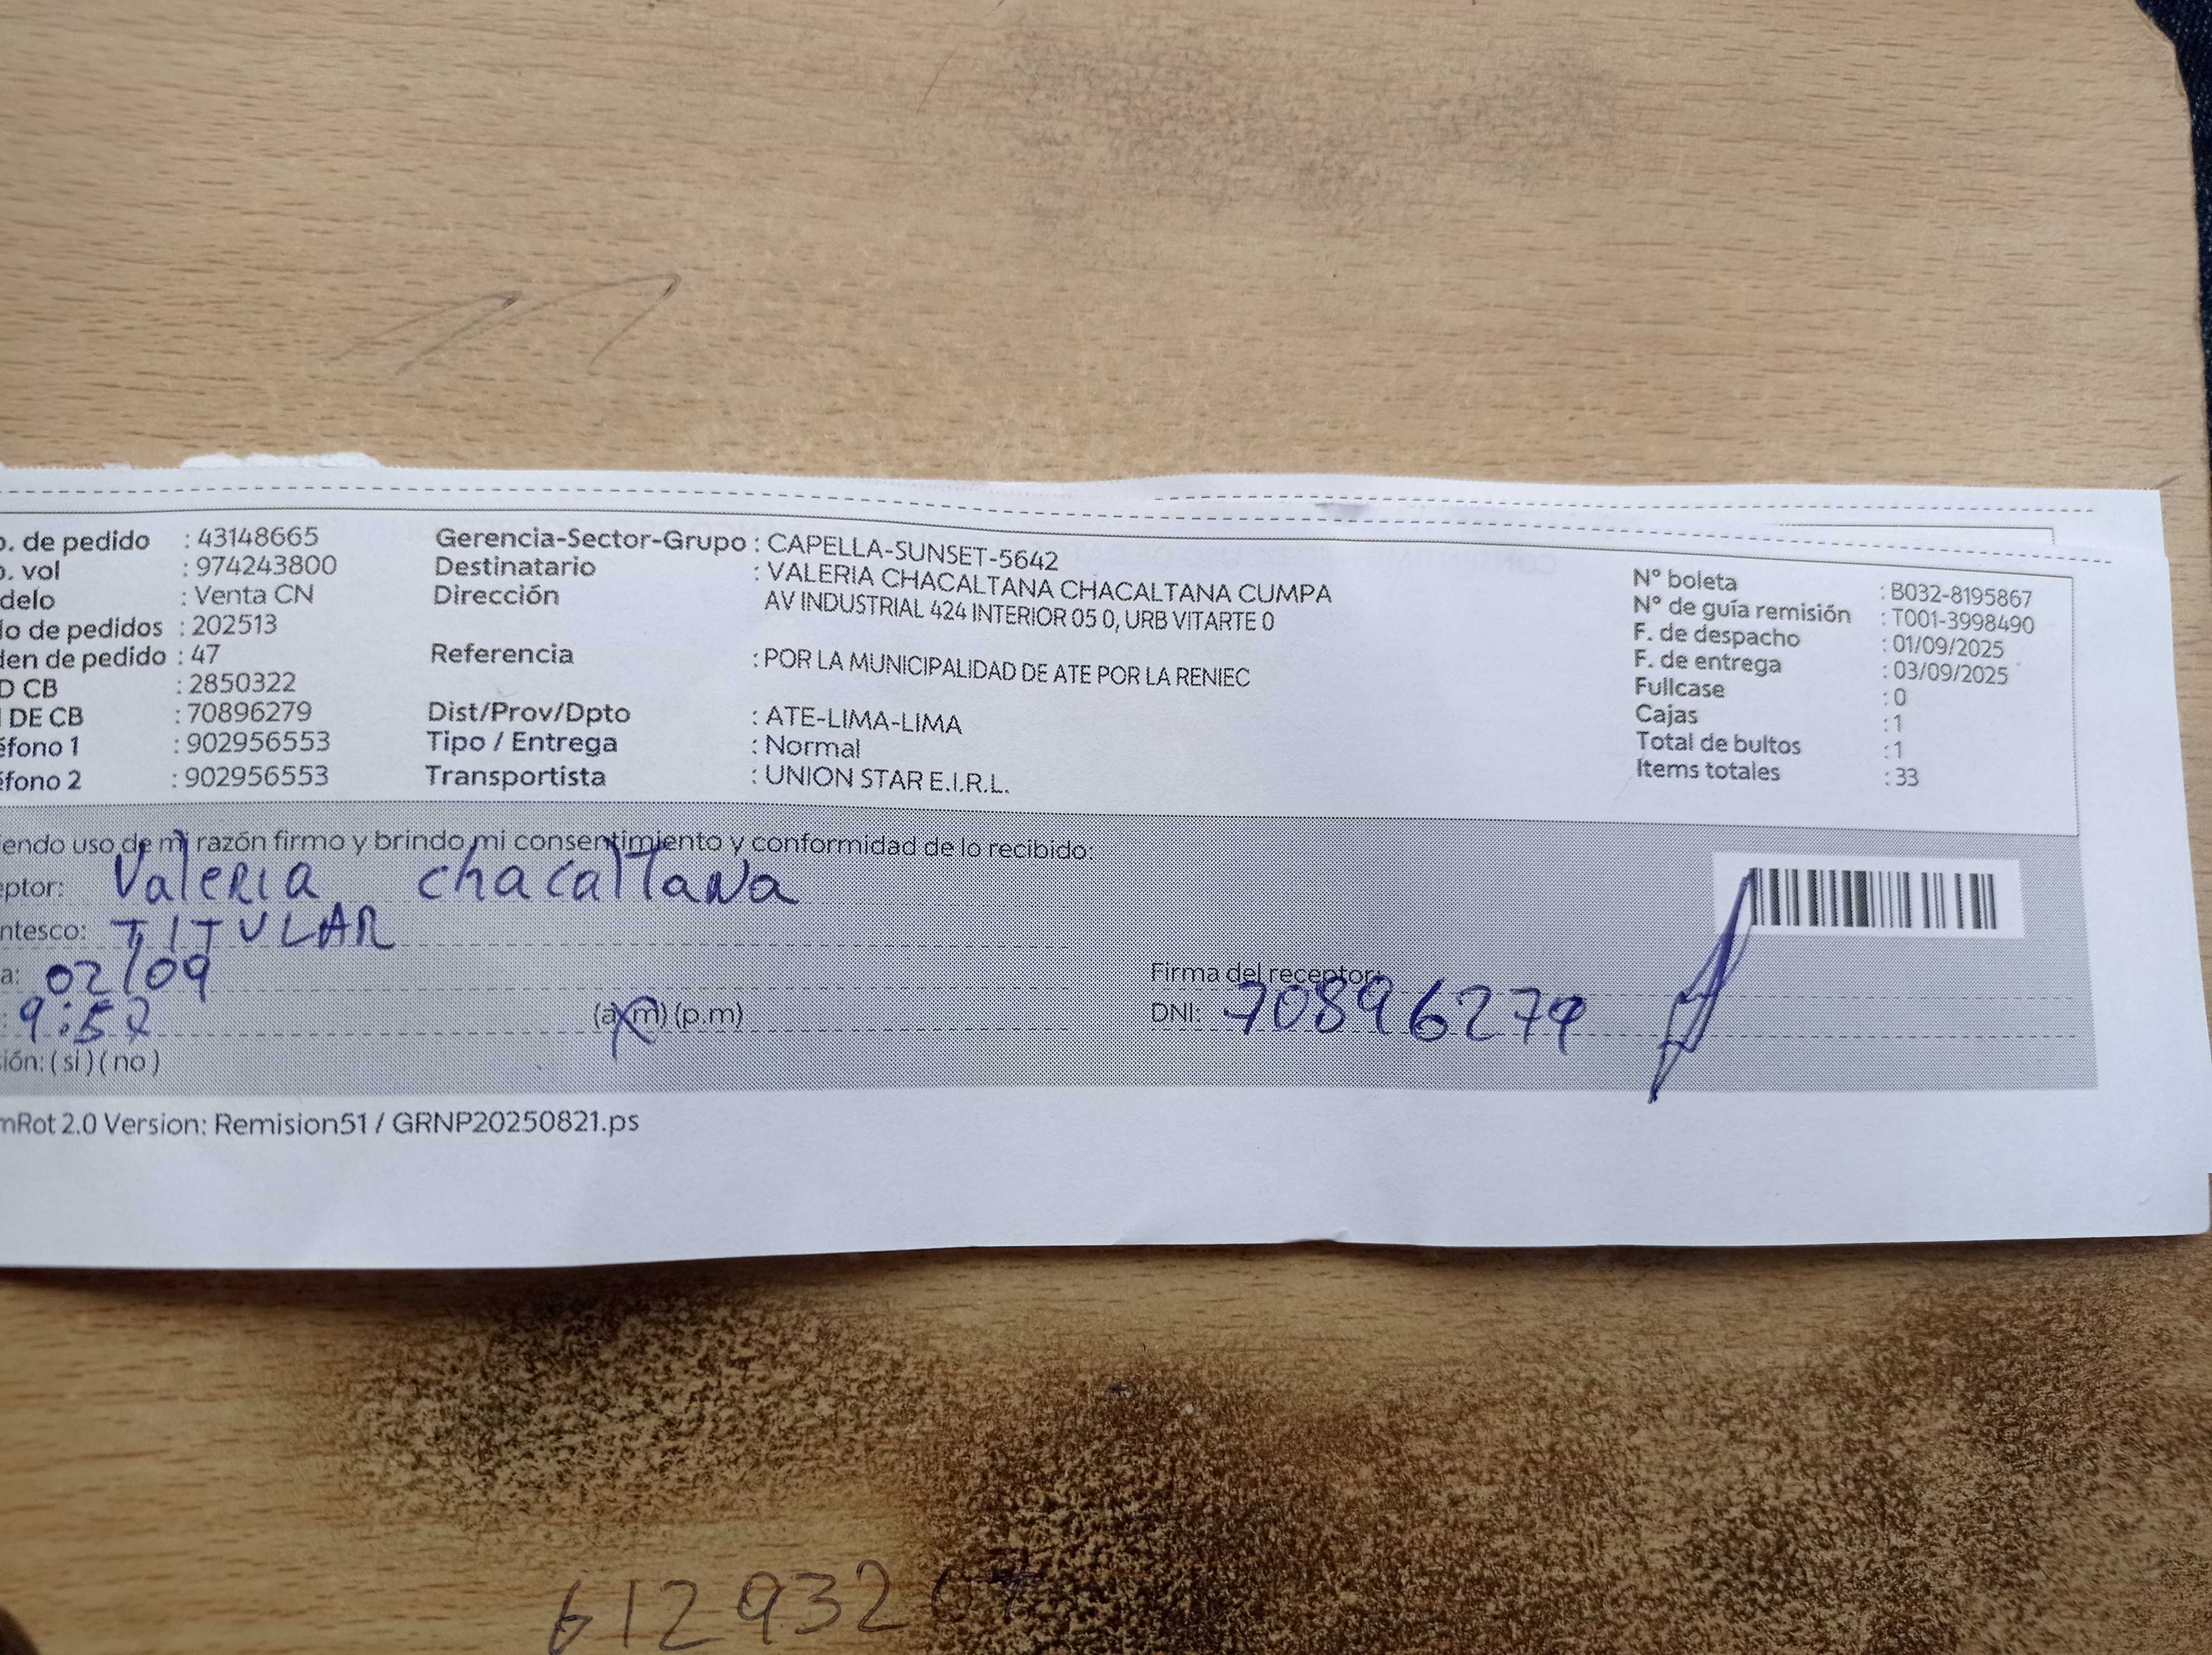 o. de pedido : 43148665
o. vol : 974243800
delo : Venta CN
lo de pedidos : 202513
den de pedido : 47
D CB : 2850322
DE CB : 70896279
éfono 1 : 902956553
éfono 2 : 902956553
Gerencia-Sector-Grupo : CAPELLA-SUNSET-5642
Destinatario : VALERIA CHACALTANA CHACALTANA CUMPA
Dirección AV INDUSTRIAL 424 INTERIOR 05 0, URB VITARTE 0
Referencia : POR LA MUNICIPALIDAD DE ATE POR LA RENIEC
Dist/Prov/Dpto : ATE-LIMA-LIMA
Tipo / Entrega : Normal
Transportista : UNION STAR E.I.R.L.
N° boleta : B032-8195867
N° de guía remisión : T001-3998490
F. de despacho : 01/09/2025
F. de entrega : 03/09/2025
Fullcase : 0
Cajas : 1
Total de bultos : 1
Items totales : 33
iendo uso de mi razón firmo y brindo mi consentimiento y conformidad de lo recibido:
eptor: Valeria chacaltana
ntesco: TITULAR
a: 02/09
: 9:52 (a.m) (p.m)
Firma del receptor:
DNI: 70896279
ión: ( si ) ( no )
mRot 2.0 Version: Remision51 / GRNP20250821.ps
6129320